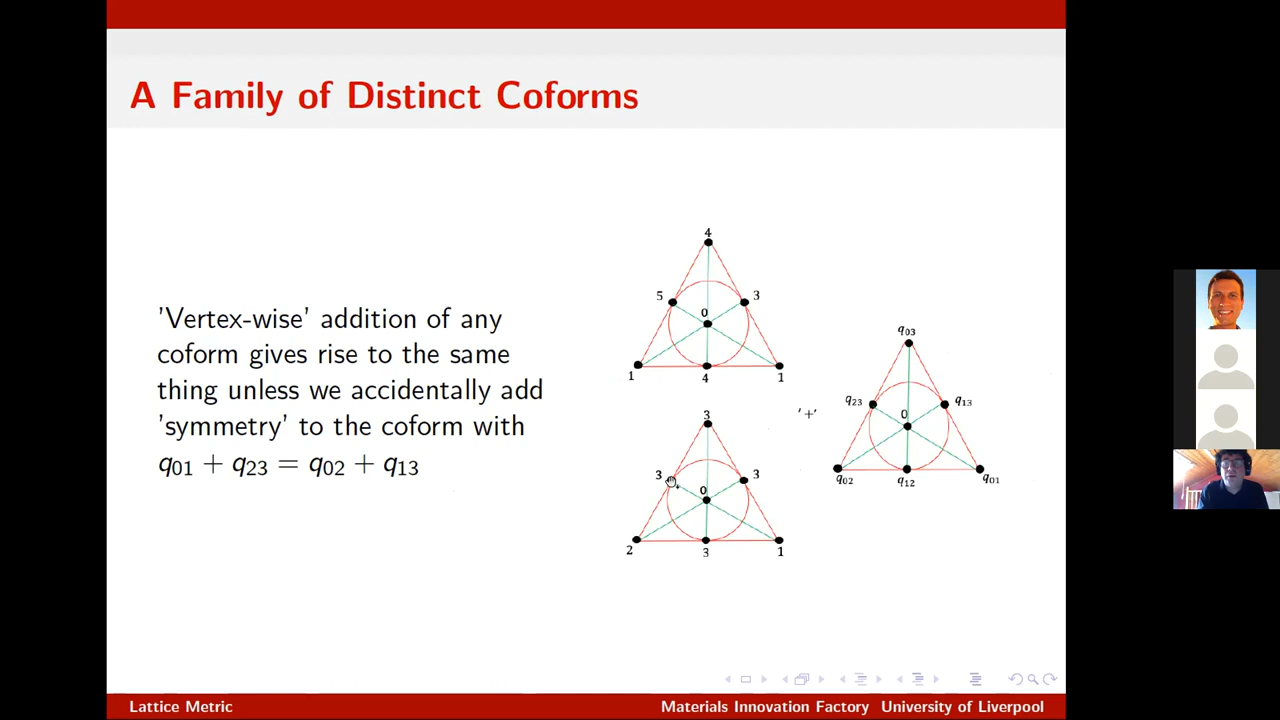 A Family of Distinct Coforms
'Vertex-wise' addition of any
coform gives rise to the same
thing unless we accidentally add
'symmetry' to the coform with
q01 + q23 = q02 + q13
4
5
3
0
1
4
1
3
3
3
0
2
3
1
'+'
q03
q23
0
q13
q02
q12
q01
Lattice Metric
Materials Innovation Factory University of Liverpool